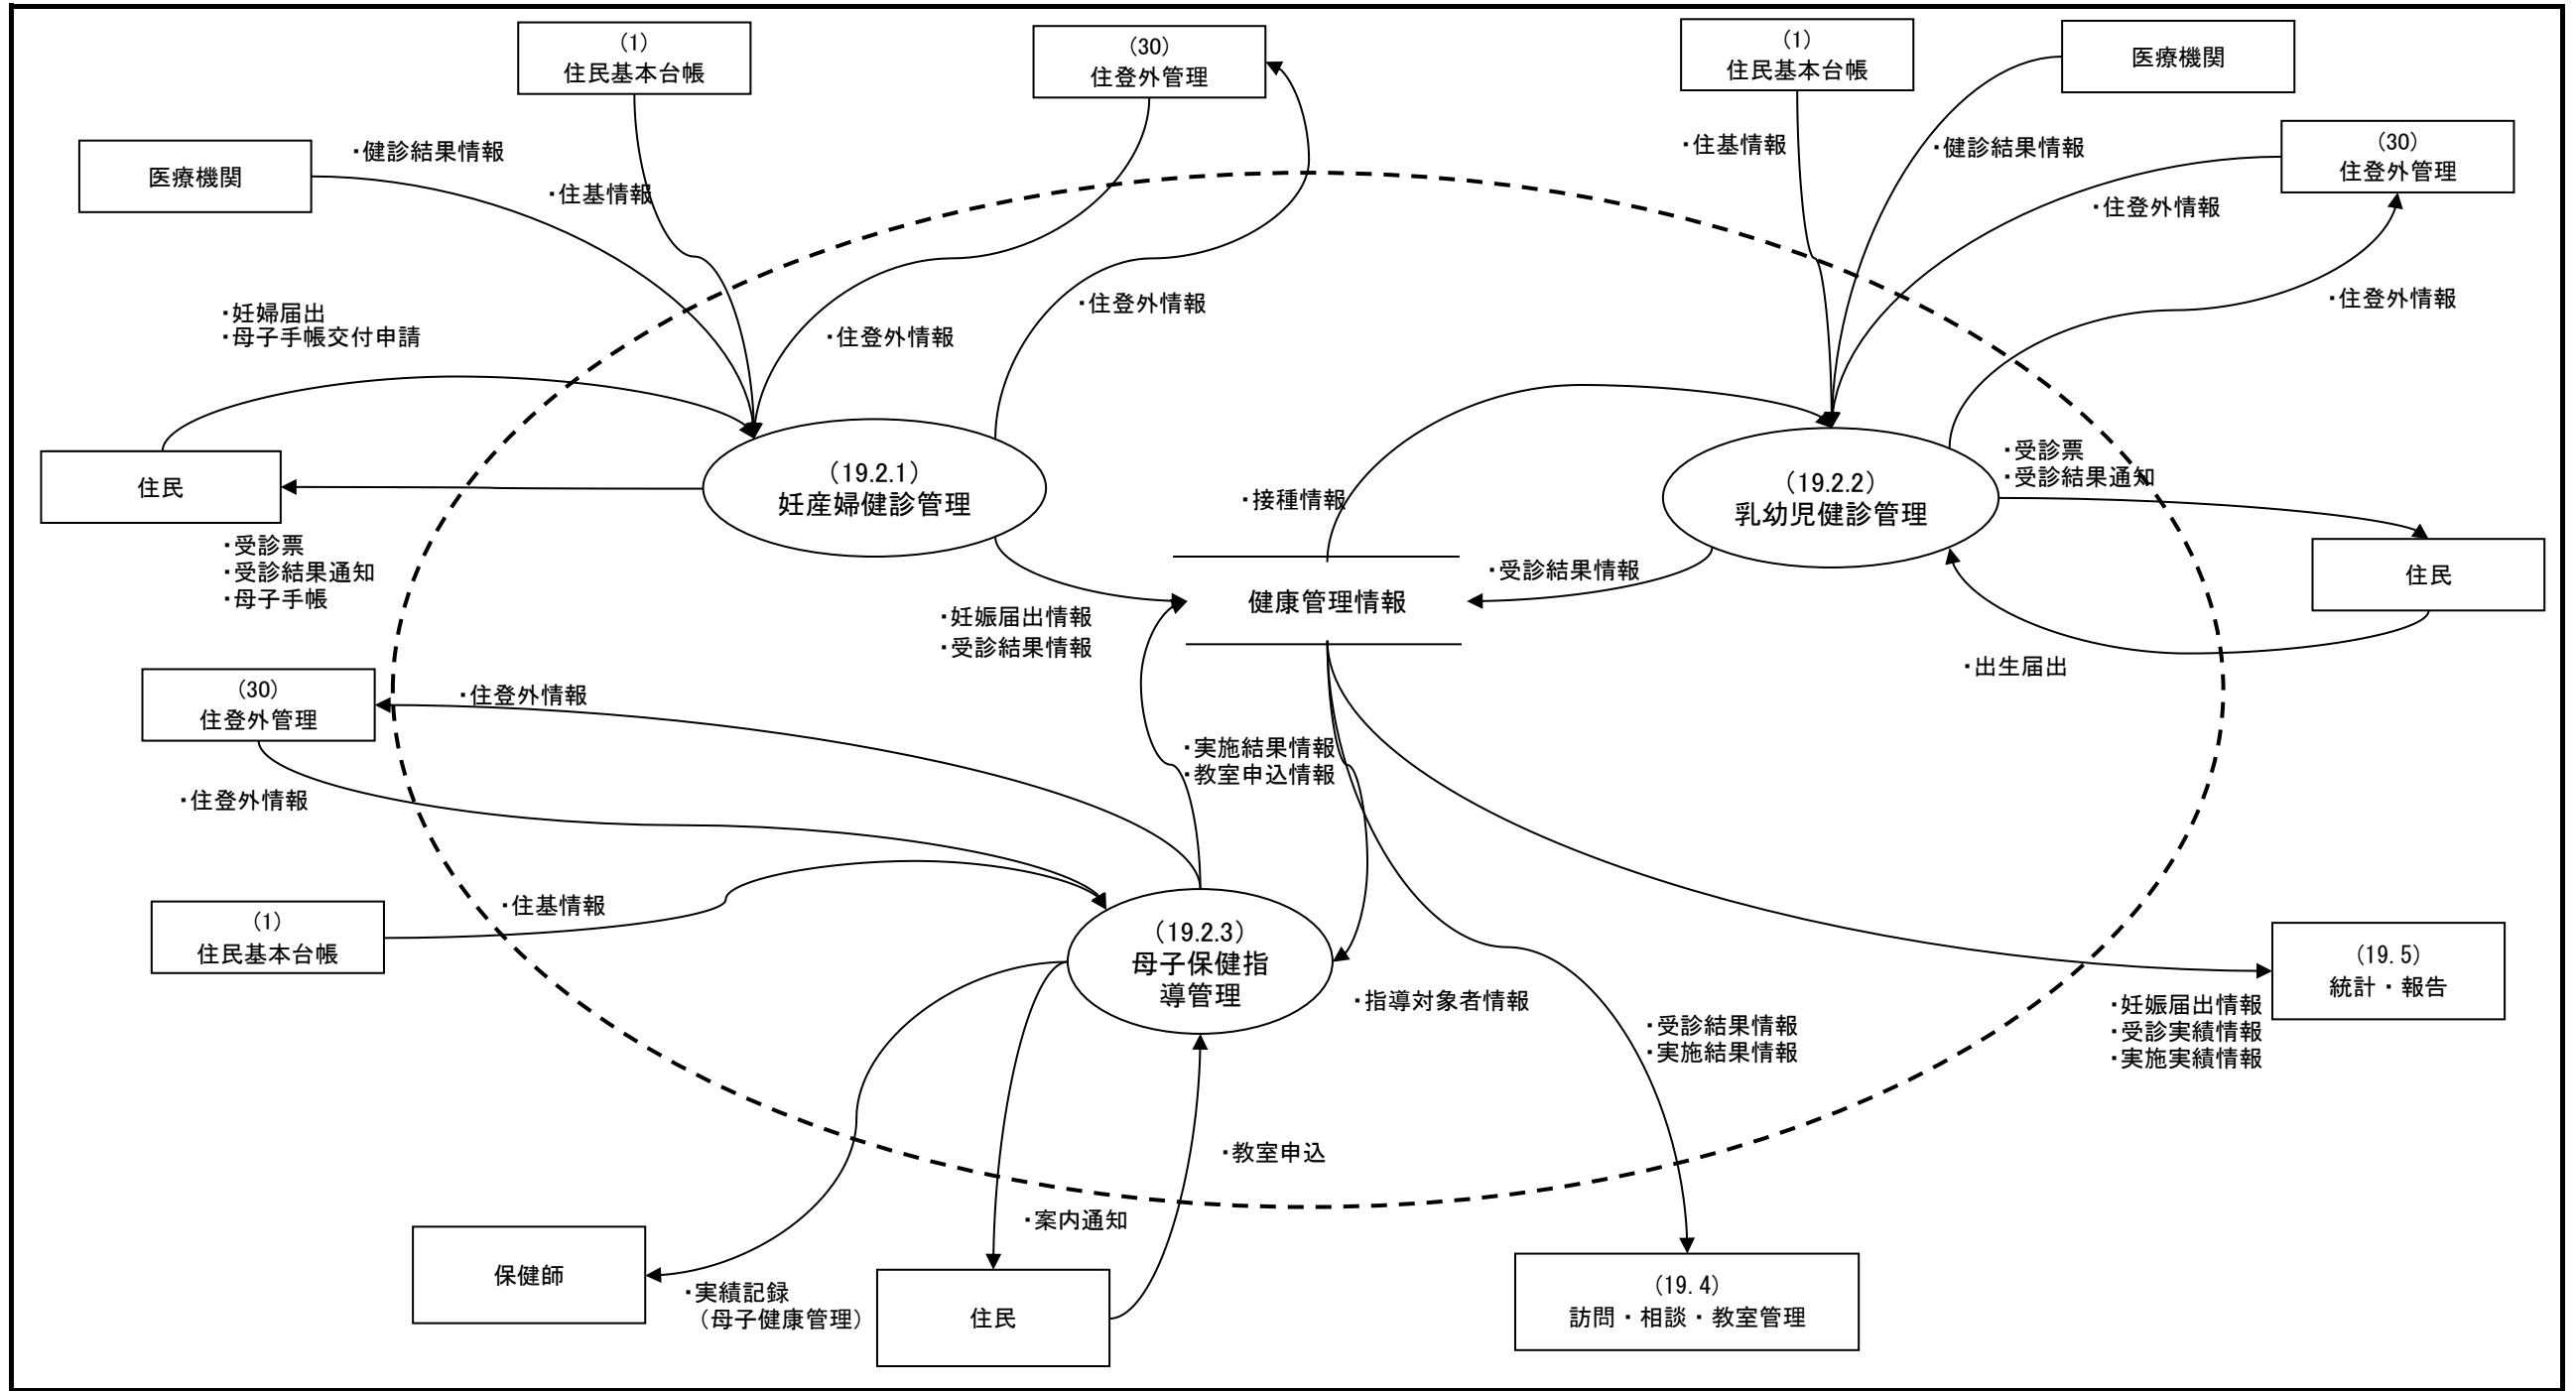 (1)
住民基本台帳
(30)
住登外管理
(1)
住民基本台帳
医療機関
医療機関
・健診結果情報
・住基情報
・住基情報
・健診結果情報
(30)
住登外管理
・住登外情報
・妊婦届出
・母子手帳交付申請
・住登外情報
・住登外情報
・住登外情報
住民
(19.2.1)
妊産婦健診管理
・接種情報
(19.2.2)
乳幼児健診管理
・受診票
・受診結果通知
・受診票
・受診結果通知
・母子手帳
・妊娠届出情報
・受診結果情報
健康管理情報
・受診結果情報
住民
・出生届出
(30)
住登外管理
・住登外情報
・住登外情報
・実施結果情報
・教室申込情報
(1)
住民基本台帳
・住基情報
(19.2.3)
母子保健指
導管理
・指導対象者情報
・受診結果情報
・実施結果情報
(19.5)
統計・報告
・妊娠届出情報
・受診実績情報
・実施実績情報
・教室申込
・案内通知
保健師
・実績記録
(母子健康管理)
住民
(19.4)
訪問・相談・教室管理